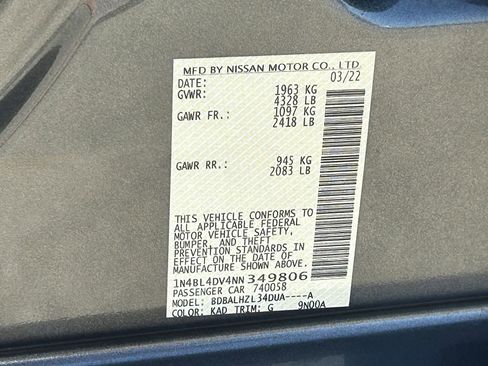 MFD BY NISSAN MOTOR CO., LTD.
DATE: 03/22
GVWR: 1963 KG
4328 LB
GAWR FR.: 1097 KG
2418 LB
GAWR RR.: 945 KG
2083 LB
THIS VEHICLE CONFORMS TO
ALL APPLICABLE FEDERAL
MOTOR VEHICLE SAFETY,
BUMPER, AND THEFT
PREVENTION STANDARDS IN
EFFECT ON THE DATE OF
MANUFACTURE SHOWN ABOVE.
1N4BL4DV4NN349806
PASSENGER CAR 740058
MODEL: BDBALHZL34DUA----A
COLOR: KAD TRIM: G 9N00A